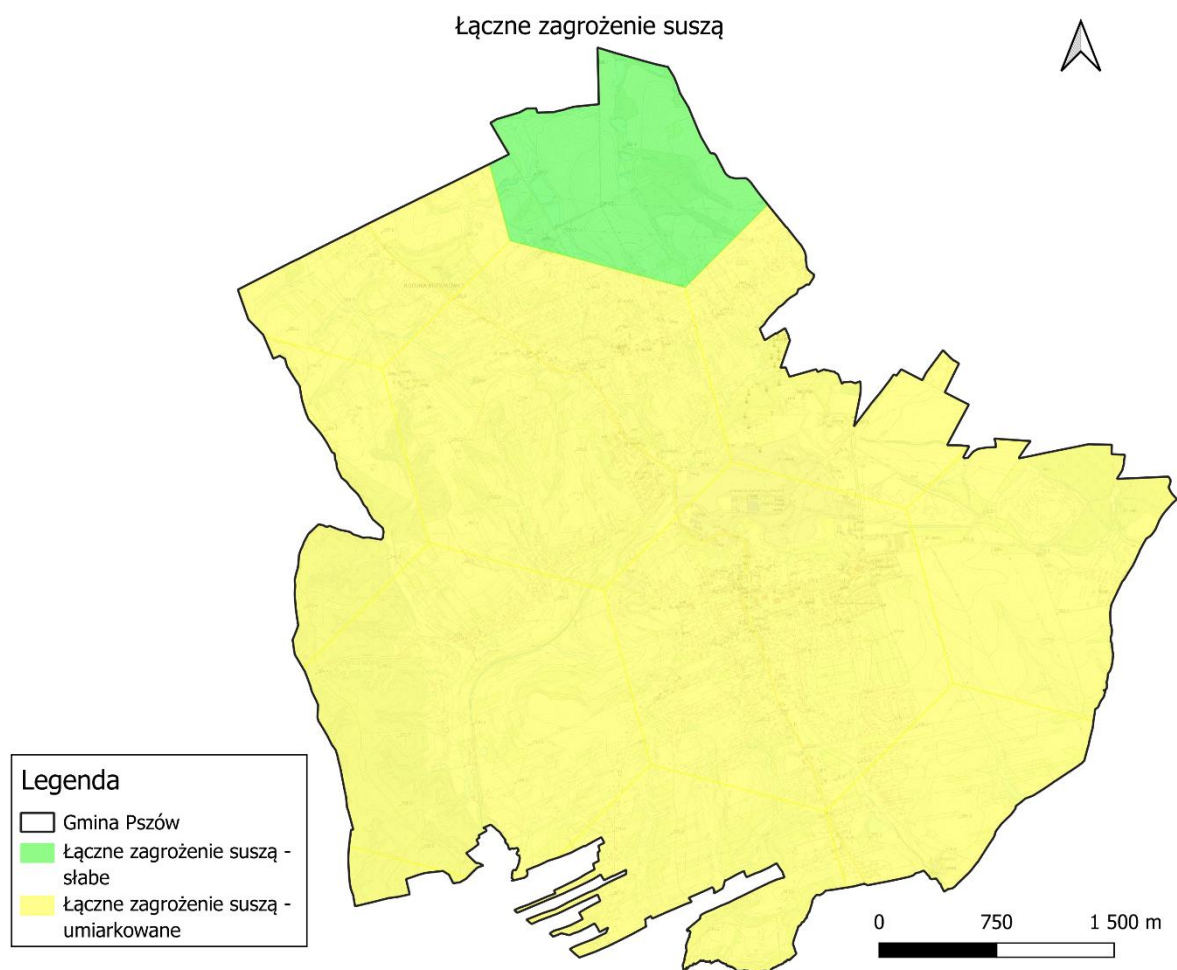 Łączne zagrożenie suszą
Legenda
Gmina Pszów
Łączne zagrożenie suszą -
słabe
Łączne zagrożenie suszą -
umiarkowane
0 750 1 500 m